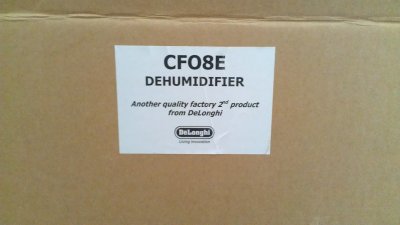 CF08E
DEHUMIDIFIER
Another quality factory 2nd product
from DeLonghi
DeLonghi
Living innovation